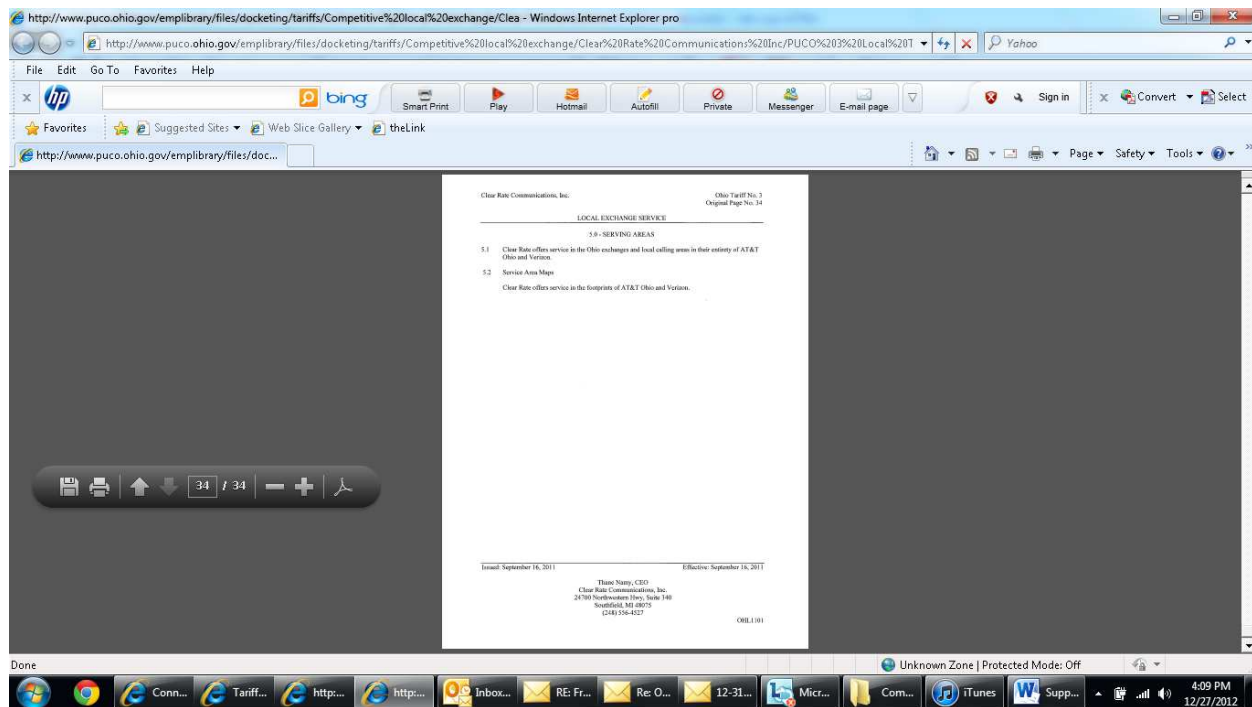 http://www.puco.ohio.gov/emplibrary/files/docketing/tariffs/Competitive%20local%20exchange/Clea - Windows Internet Explorer pro
http://www.puco.ohio.gov/emplibrary/files/docketing/tariffs/Competitive%20local%20exchange/Clear%20Rate%20Communications%20Inc/PUCO%203%20Local%20T
Yahoo
File Edit Go To Favorites Help
x hp bing Smart Print Play Hotmail Autofill Private Messenger E-mail page Sign in x Convert Select
Favorites Suggested Sites Web Slice Gallery theLink
http://www.puco.ohio.gov/emplibrary/files/doc...
Page Safety Tools
Clear Rate Communications, Inc. Ohio Tariff No. 3
Original Page No. 34
LOCAL EXCHANGE SERVICE
5.0 - SERVING AREAS
5.1 Clear Rate offers service in the Ohio exchanges and local calling areas in their entirety of AT&T
Ohio and Verizon.
5.2 Service Area Maps
Clear Rate offers service in the footprints of AT&T Ohio and Verizon.
34 / 34
Issued: September 16, 2011 Effective: September 16, 2011
Thane Namy, CEO
Clear Rate Communications, Inc.
24700 Northwestern Hwy, Suite 340
Southfield, MI 48075
(248) 556-4527
OHL1101
Done
Unknown Zone | Protected Mode: Off
Conn... Tariff... http:... http:... Inbox... RE: Fr... Re: O... 12-31... Micr... Com... iTunes Supp... 4:09 PM
12/27/2012